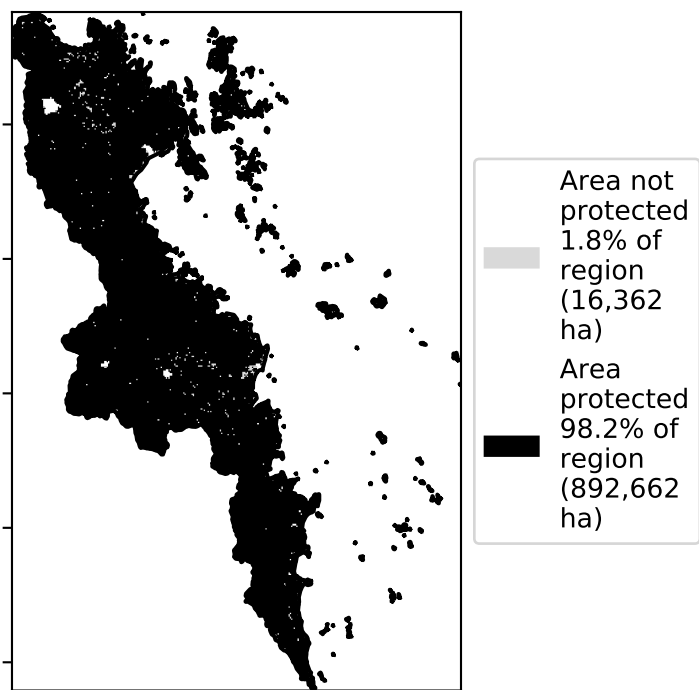 Area not
protected
1.8% of
region
(16,362
ha)
Area
protected
98.2% of
region
(892,662
ha)